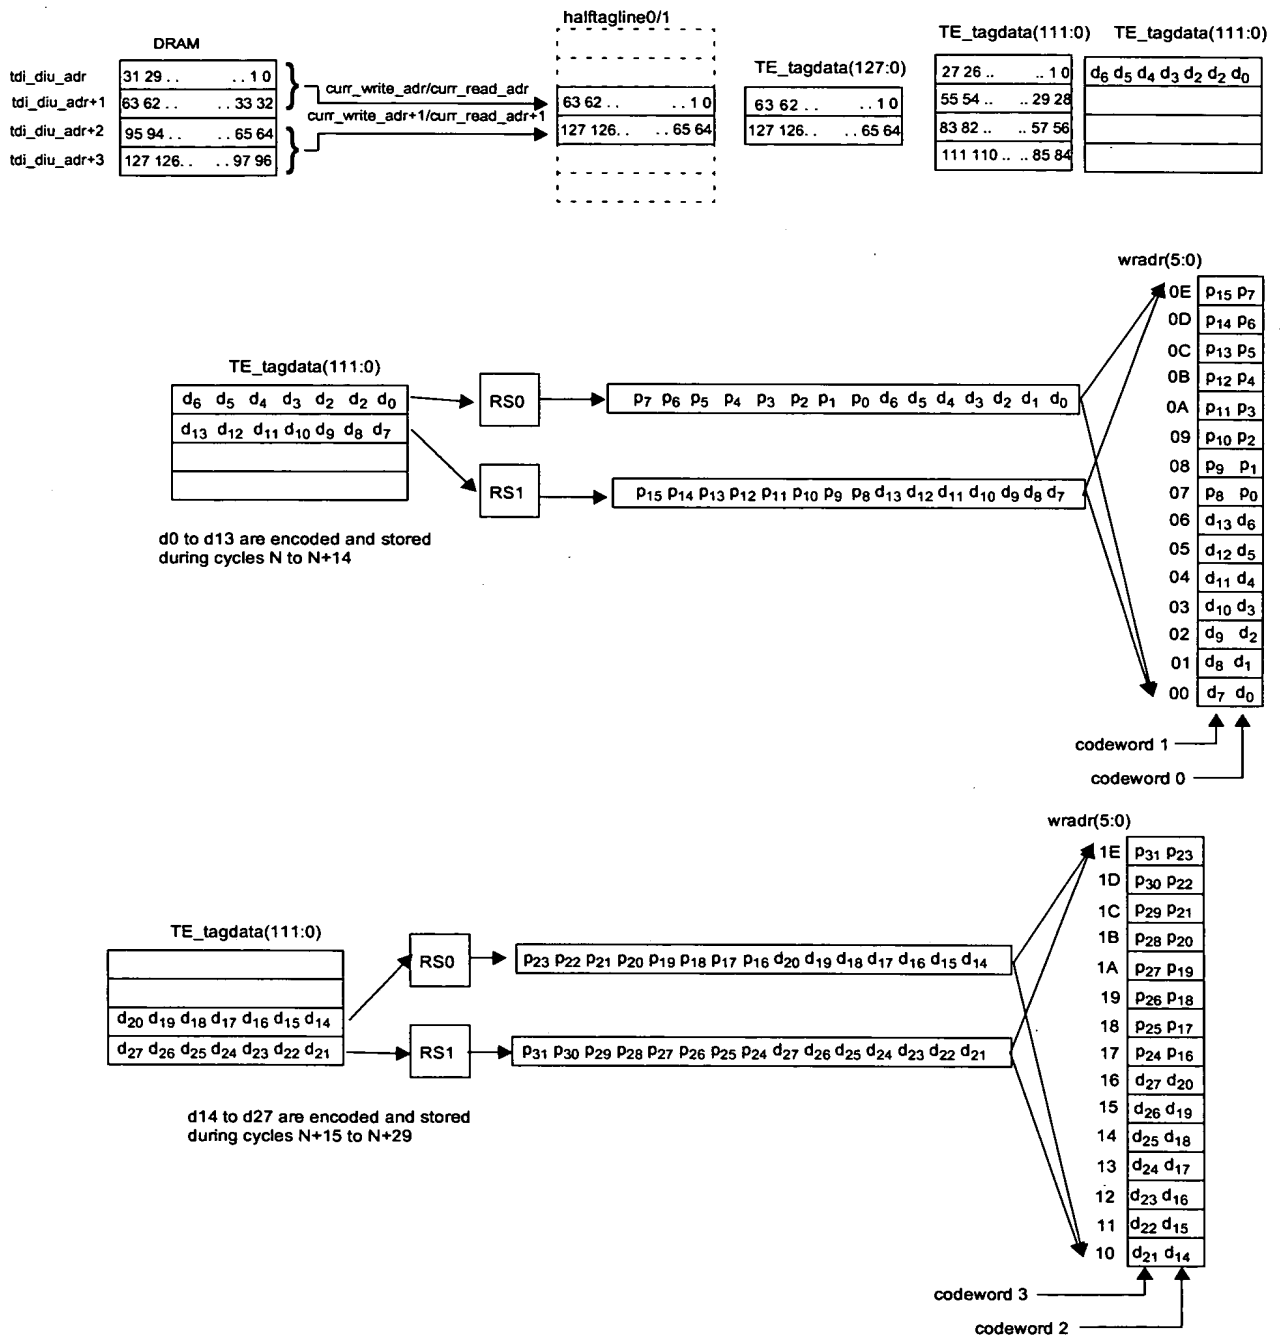 halftagline0/1
DRAM
TE_tagdata(111:0) TE_tagdata(111:0)
TE_tagdata(127:0)
tdi_diu_adr 31 29 . . . . 1 0
tdi_diu_adr+1 63 62 . . . . 33 32
tdi_diu_adr+2 95 94 . . . . 65 64
tdi_diu_adr+3 127 126. . . . 97 96
curr_write_adr/curr_read_adr
curr_write_adr+1/curr_read_adr+1
63 62 . . . . 1 0
127 126. . . . 65 64
63 62 . . . . 1 0
127 126. . . . 65 64
27 26 .. .. 1 0
55 54 .. .. 29 28
83 82 .. .. 57 56
111 110 .. .. 85 84
d6 d5 d4 d3 d2 d2 d0
wradr(5:0)
0E p15 p7
0D p14 p6
0C p13 p5
0B p12 p4
0A p11 p3
09 p10 p2
08 p9 p1
07 p8 p0
06 d13 d6
05 d12 d5
04 d11 d4
03 d10 d3
02 d9 d2
01 d8 d1
00 d7 d0
codeword 1
codeword 0
TE_tagdata(111:0)
d6 d5 d4 d3 d2 d2 d0
d13 d12 d11 d10 d9 d8 d7
RS0
p7 p6 p5 p4 p3 p2 p1 p0 d6 d5 d4 d3 d2 d1 d0
RS1
p15 p14 p13 p12 p11 p10 p9 p8 d13 d12 d11 d10 d9 d8 d7
d0 to d13 are encoded and stored
during cycles N to N+14
wradr(5:0)
1E p31 p23
1D p30 p22
1C p29 p21
1B p28 p20
1A p27 p19
19 p26 p18
18 p25 p17
17 p24 p16
16 d27 d20
15 d26 d19
14 d25 d18
13 d24 d17
12 d23 d16
11 d22 d15
10 d21 d14
codeword 3
codeword 2
TE_tagdata(111:0)
d20 d19 d18 d17 d16 d15 d14
d27 d26 d25 d24 d23 d22 d21
RS0
p23 p22 p21 p20 p19 p18 p17 p16 d20 d19 d18 d17 d16 d15 d14
RS1
p31 p30 p29 p28 p27 p26 p25 p24 d27 d26 d25 d24 d23 d22 d21
d14 to d27 are encoded and stored
during cycles N+15 to N+29